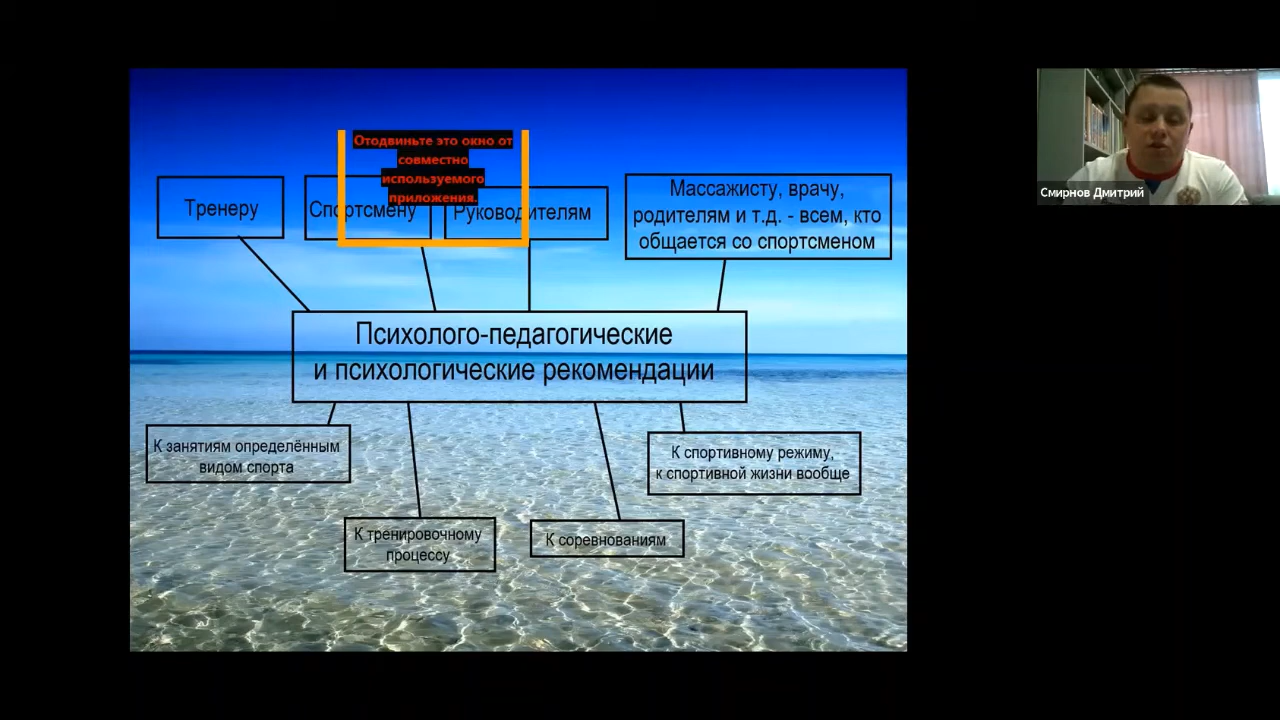 Отодвиньте это окно от
совместно
используемого
приложения.
Тренеру
Спортсмену
Руководителям
Массажисту, врачу,
родителям и т.д. - всем, кто
общается со спортсменом
Смирнов Дмитрий
Психолого-педагогические
и психологические рекомендации
К занятиям определённым
видом спорта
К спортивному режиму,
к спортивной жизни вообще
К тренировочному
процессу
К соревнованиям